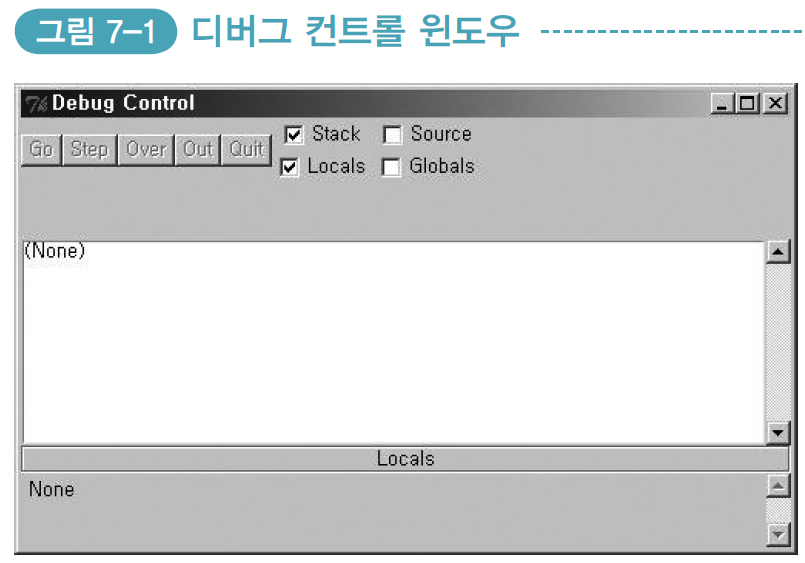 그림 7-1 디버그 컨트롤 윈도우
Debug Control
Go Step Over Out Quit
Stack Source
Locals Globals
(None)
Locals
None